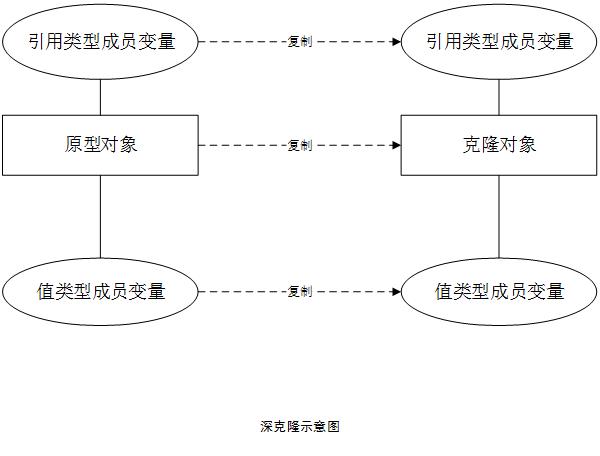 引用类型成员变量 复制 引用类型成员变量
原型对象 复制 克隆对象
值类型成员变量 复制 值类型成员变量
深克隆示意图